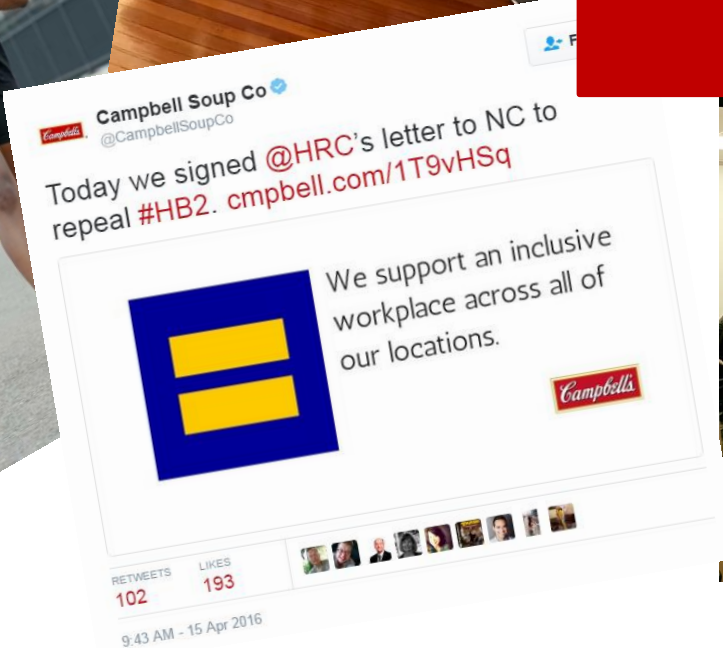 Campbell Soup Co
@CampbellSoupCo
F
Campbell's
Today we signed @HRC's letter to NC to
repeal #HB2. cmpbell.com/1T9vHSq
We support an inclusive
workplace across all of
our locations.
Campbell's
RETWEETS LIKES
102 193
9:43 AM - 15 Apr 2016